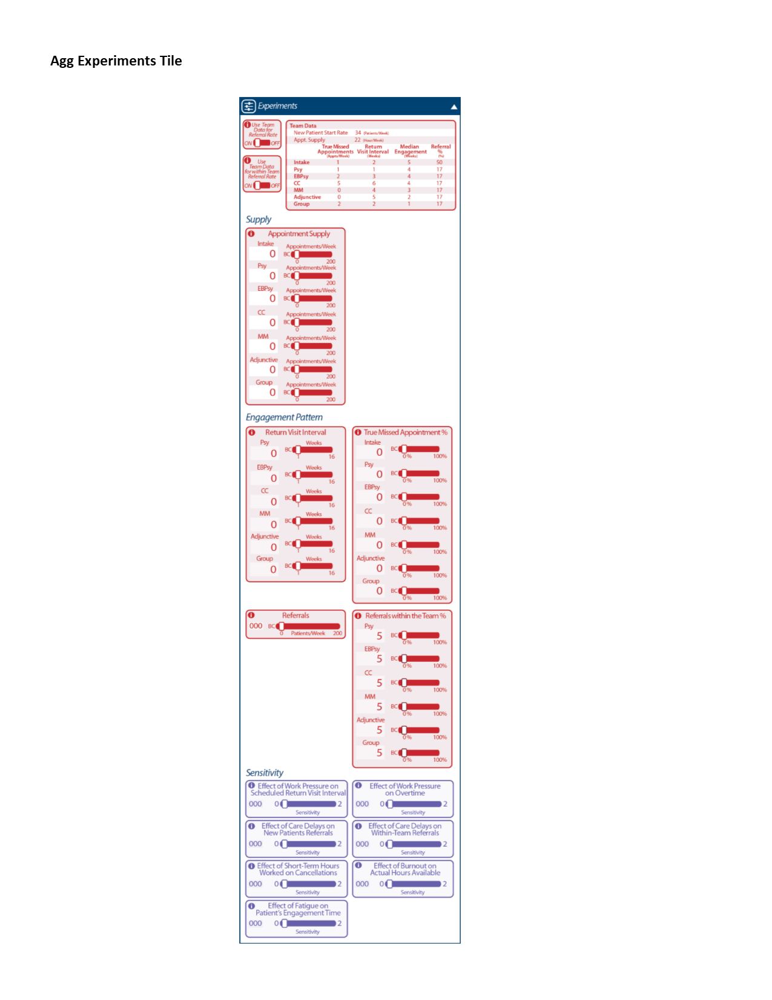 Agg Experiments Tile
Experiments
Use Team
Data for
Referral Rate
ON OFF
Use
Team Data
for within Team
Referral Rate
ON OFF
Team Data
New Patient Start Rate 34 (Patients/Week)
Appt. Supply 22 (Hour/Week)
True Missed Return Median Referral
Appointments Visit Interval Engagement %
(Appts/Week) (Weeks) (Weeks) (%)
Intake 1 2 5 50
Psy 1 1 4 17
EBPsy 2 3 4 17
CC 5 6 4 17
MM 0 4 3 17
Adjunctive 0 5 2 17
Group 2 2 1 17
Supply
Appointment Supply
Intake Appointments/Week
0 BC
0 200
Psy Appointments/Week
0 BC
0 200
EBPsy Appointments/Week
0 BC
0 200
CC Appointments/Week
0 BC
0 200
MM Appointments/Week
0 BC
0 200
Adjunctive Appointments/Week
0 BC
0 200
Group Appointments/Week
0 BC
0 200
Engagement Pattern
Return Visit Interval
Psy Weeks
0 BC
1 16
EBPsy Weeks
0 BC
1 16
CC Weeks
0 BC
1 16
MM Weeks
0 BC
1 16
Adjunctive Weeks
0 BC
1 16
Group Weeks
0 BC
1 16
True Missed Appointment %
Intake
0 BC
0% 100%
Psy
0 BC
0% 100%
EBPsy
0 BC
0% 100%
CC
0 BC
0% 100%
MM
0 BC
0% 100%
Adjunctive
0 BC
0% 100%
Group
0 BC
0% 100%
Referrals
000 BC
0 Patients/Week 200
Referrals within the Team %
Psy
5 BC
0% 100%
EBPsy
5 BC
0% 100%
CC
5 BC
0% 100%
MM
5 BC
0% 100%
Adjunctive
5 BC
0% 100%
Group
5 BC
0% 100%
Sensitivity
Effect of Work Pressure on
Scheduled Return Visit Interval
000 0 2
Sensitivity
Effect of Work Pressure
on Overtime
000 0 2
Sensitivity
Effect of Care Delays on
New Patients Referrals
000 0 2
Sensitivity
Effect of Care Delays on
Within-Team Referrals
000 0 2
Sensitivity
Effect of Short-Term Hours
Worked on Cancellations
000 0 2
Sensitivity
Effect of Burnout on
Actual Hours Available
000 0 2
Sensitivity
Effect of Fatigue on
Patient's Engagement Time
000 0 2
Sensitivity